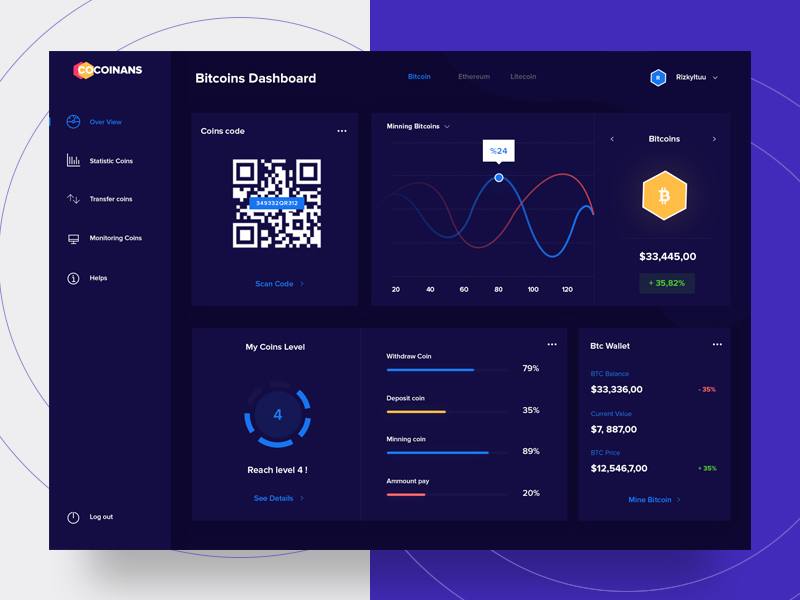 COCOINANS
Bitcoins Dashboard
Bitcoin
Ethereum
Litecoin
R
Rizkyltuu
Over View
Statistic Coins
Transfer coins
Monitoring Coins
Helps
Log out
Coins code
349332QR312
Scan Code
Minning Bitcoins
%24
20 40 60 80 100 120
Bitcoins
$33,445,00
+ 35,82%
My Coins Level
4
Reach level 4 !
See Details
Withdraw Coin
79%
Deposit coin
35%
Minning coin
89%
Ammount pay
20%
Btc Wallet
BTC Balance
$33,336,00
- 35%
Current Value
$7, 887,00
BTC Price
$12,546,7,00
+ 35%
Mine Bitcoin